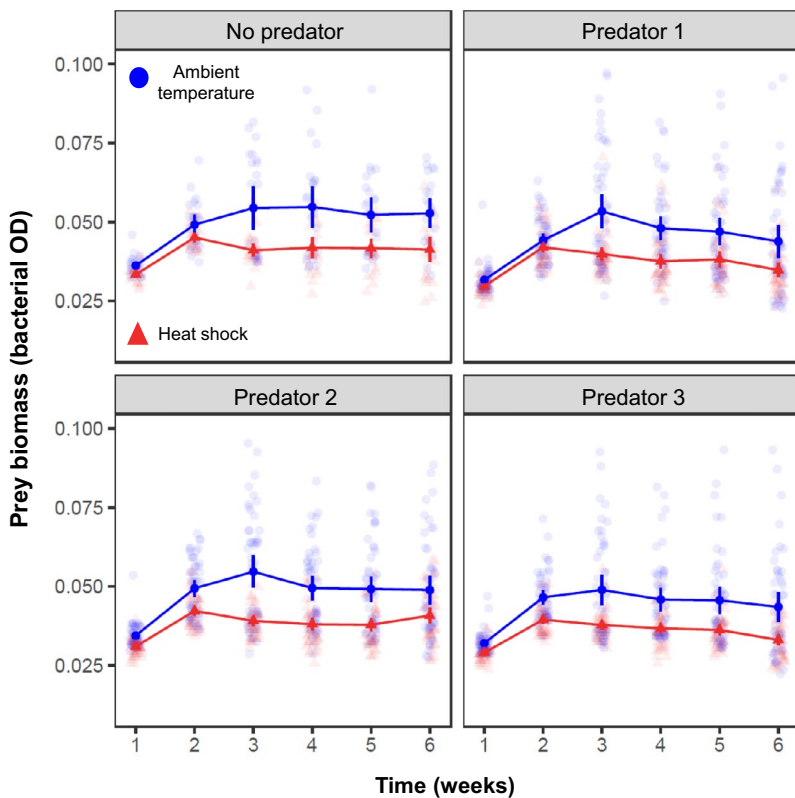 No predator
Predator 1
0.100
0.075
0.050
0.025
Ambient
temperature
Heat shock
Predator 2
Predator 3
0.100
0.075
0.050
0.025
Prey biomass (bacterial OD)
1 2 3 4 5 6
1 2 3 4 5 6
Time (weeks)